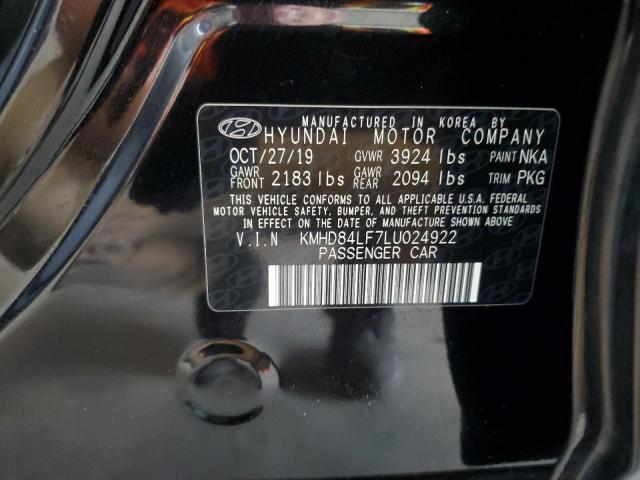 MANUFACTURED IN KOREA BY
HYUNDAI MOTOR COMPANY
OCT/27/19 GVWR 3924 lbs PAINT NKA
GAWR FRONT 2183 lbs GAWR REAR 2094 lbs TRIM PKG
THIS VEHICLE CONFORMS TO ALL APPLICABLE U.S.A. FEDERAL
MOTOR VEHICLE SAFETY, BUMPER, AND THEFT PREVENTION STANDARDS
IN EFFECT ON THE DATE OF MANUFACTURE SHOWN ABOVE
V.I.N KMHD84LF7LU024922
PASSENGER CAR